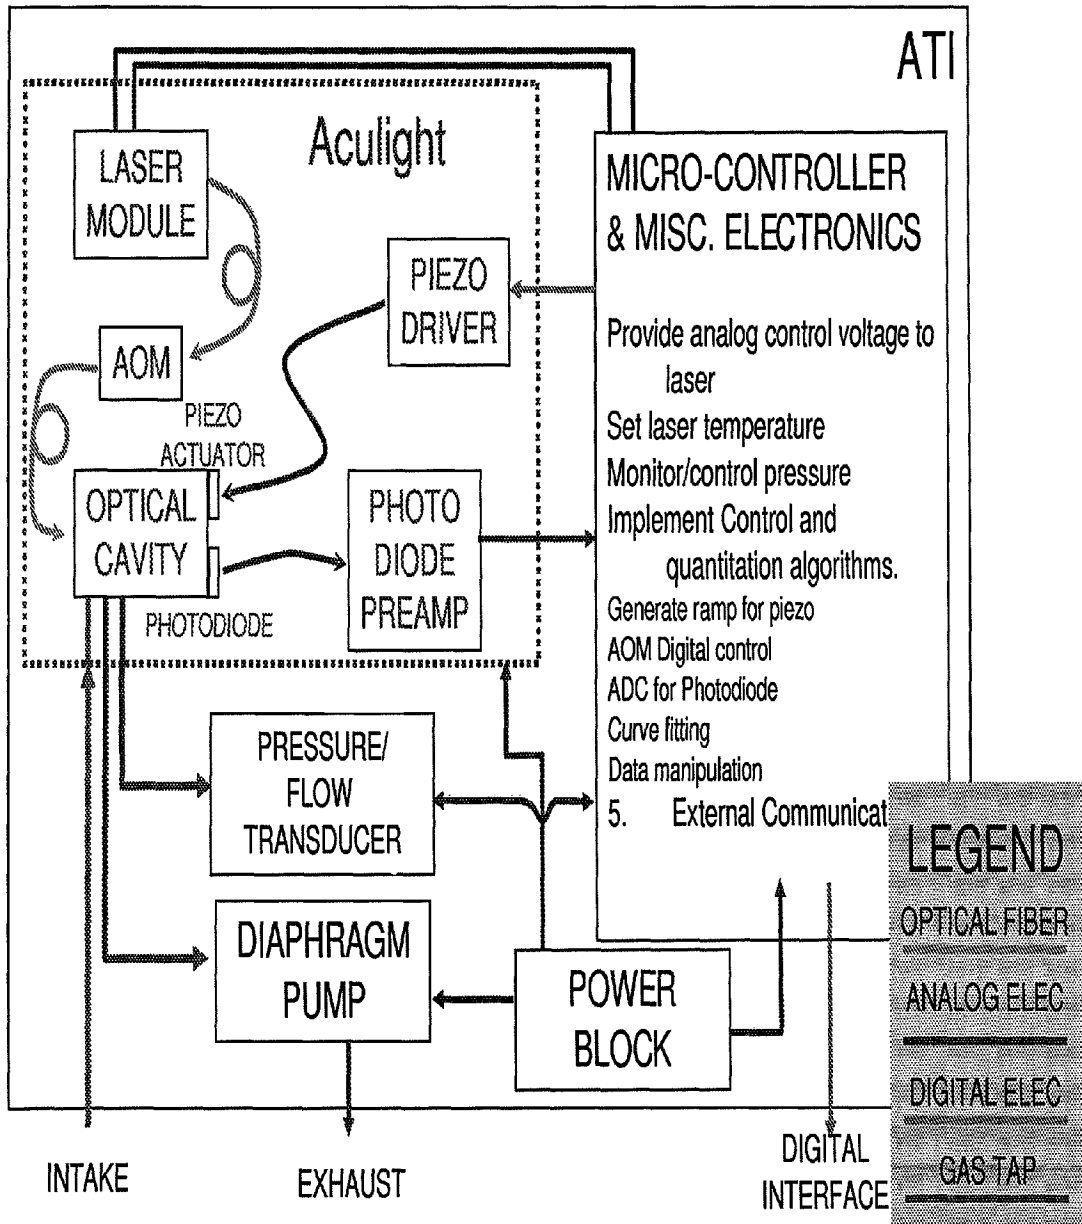 ATI
Aculight
LASER
MODULE
PIEZO
DRIVER
AOM
PIEZO
ACTUATOR
OPTICAL
CAVITY
PHOTO
DIODE
PREAMP
PHOTODIODE
MICRO-CONTROLLER
& MISC. ELECTRONICS
Provide analog control voltage to
laser
Set laser temperature
Monitor/control pressure
Implement Control and
quantitation algorithms.
Generate ramp for piezo
AOM Digital control
ADC for Photodiode
Curve fitting
Data manipulation
5. External Communicat
PRESSURE/
FLOW
TRANSDUCER
DIAPHRAGM
PUMP
POWER
BLOCK
INTAKE
EXHAUST
DIGITAL
INTERFACE
LEGEND
OPTICAL FIBER
ANALOG ELEC
DIGITAL ELEC
GAS TAP